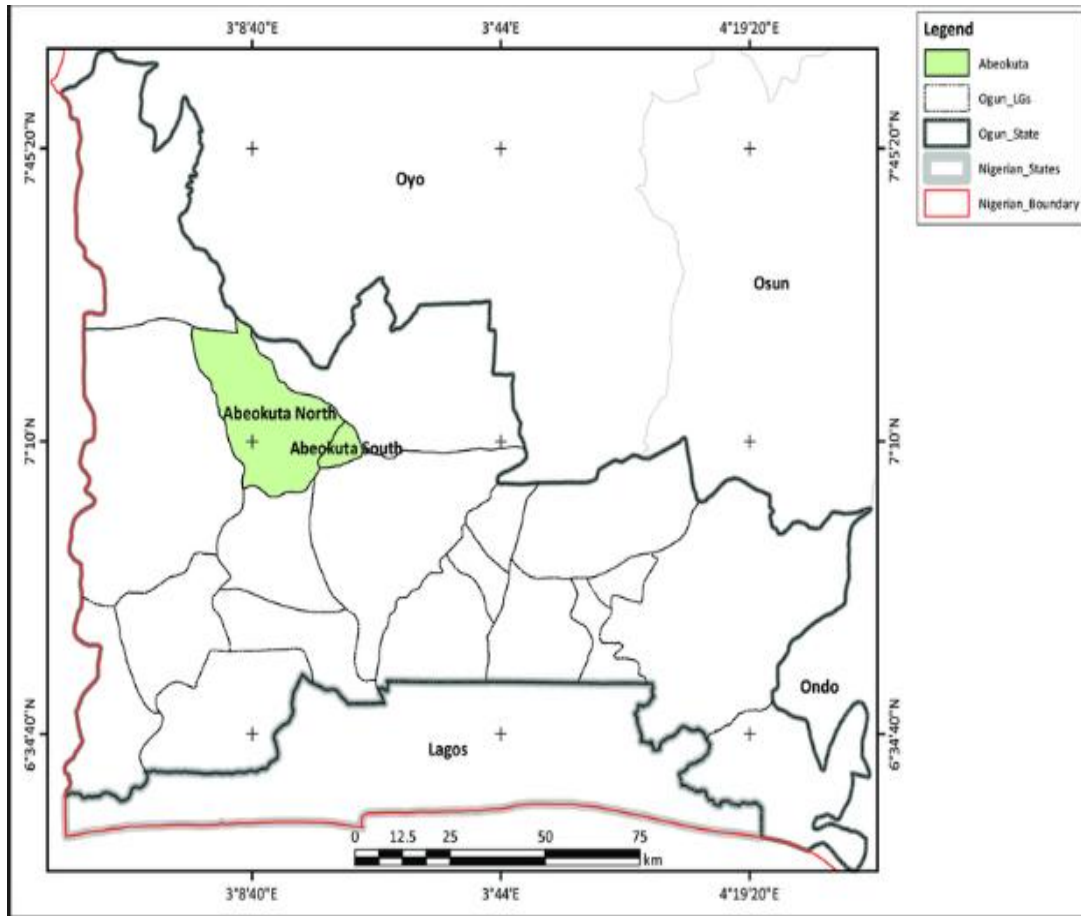 3°8'40"E
3°44'E
4°19'20"E
Legend
Abeokuta
Ogun_LGs
Ogun_State
Nigerian_States
Nigerian_Boundary
7°45'20"N
7°45'20"N
Oyo
Osun
Abeokuta North
7°10'N
Abeokuta South
7°10'N
Ondo
6°34'40"N
Lagos
6°34'40"N
0 12.5 25 50 75
km
3°8'40"E
3°44'E
4°19'20"E